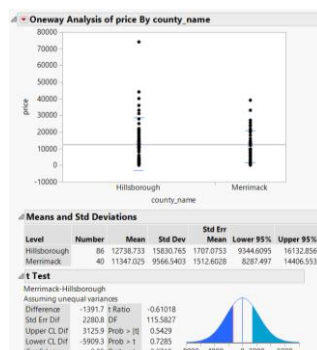 Oneway Analysis of price By county_name
80000
70000
60000
50000
40000
30000
20000
10000
0
-10000
price
Hillsborough Merrimack
county_name
Means and Std Deviations
Std Err
Level Number Mean Std Dev Mean Lower 95% Upper 95%
Hillsborough 86 12738.733 15830.765 1707.0753 9344.6095 16132.856
Merrimack 40 11347.025 9566.5403 1512.6028 8287.497 14406.553
t Test
Merrimack-Hillsborough
Assuming unequal variances
Difference -1391.7 t Ratio -0.61018
Std Err Dif 2280.8 DF 115.5827
Upper CL Dif 3125.9 Prob > |t| 0.5429
Lower CL Dif -5909.3 Prob > t 0.7285